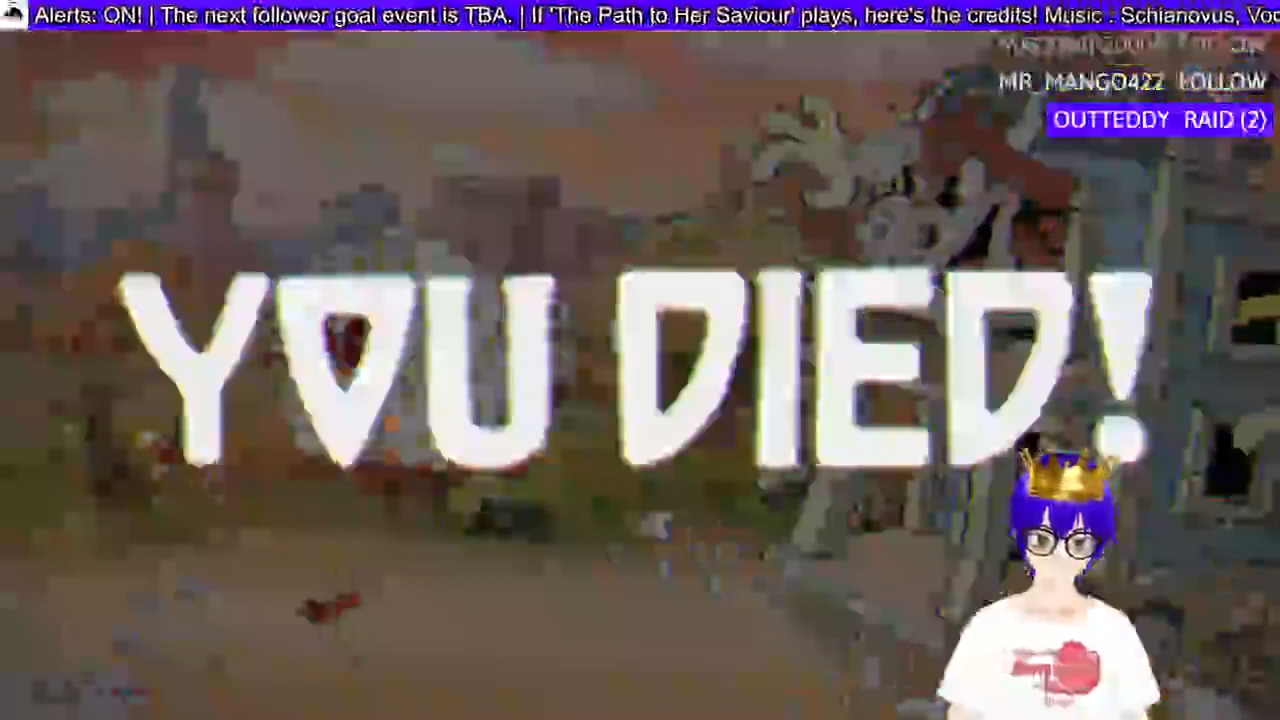 Alerts: ON! | The next follower goal event is TBA. | If 'The Path to Her Saviour' plays, here's the credits! Music : Schianovus, Voc
MR_MANGO422 FOLLOW
OUTTEDDY RAID (2)
YOU DIED!